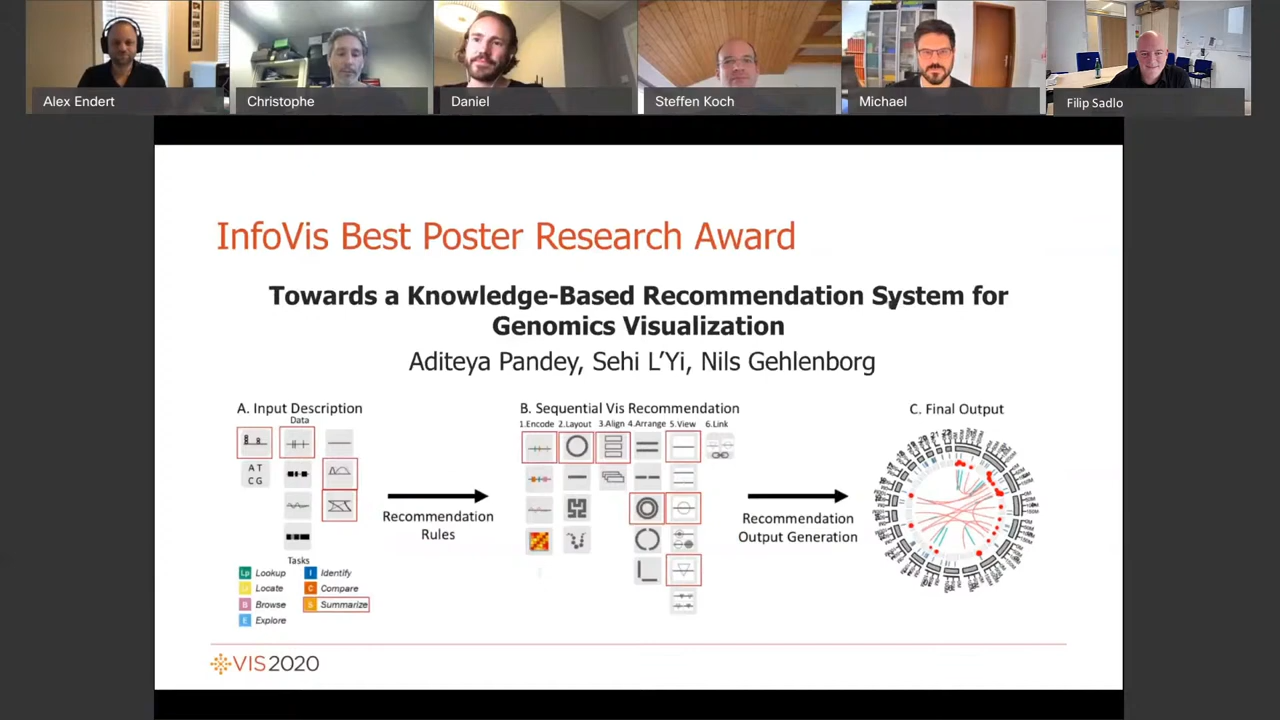 Alex Endert
Christophe
Daniel
Steffen Koch
Michael
Filip Sadlo
InfoVis Best Poster Research Award
Towards a Knowledge-Based Recommendation System for
Genomics Visualization
Aditeya Pandey, Sehi L'Yi, Nils Gehlenborg
A. Input Description
Data
A T
C G
Tasks
Lp Lookup
Locate
B Browse
E Explore
I Identify
C Compare
S Summarize
Recommendation
Rules
B. Sequential Vis Recommendation
1.Encode 2.Layout 3.Align 4.Arrange 5.View 6.Link
Recommendation
Output Generation
C. Final Output
VIS2020